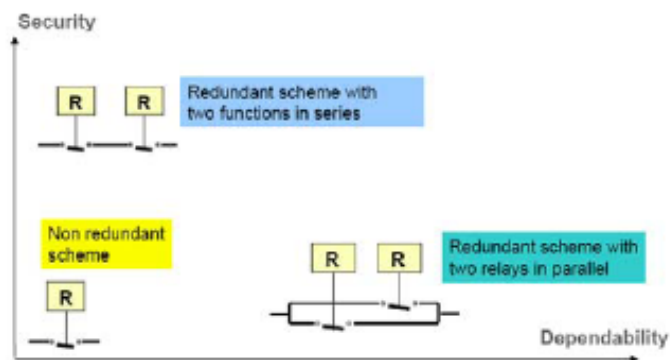 Security
R R
Redundant scheme with
two functions in series
Non redundant
scheme
R
R R
Redundant scheme with
two relays in parallel
Dependability